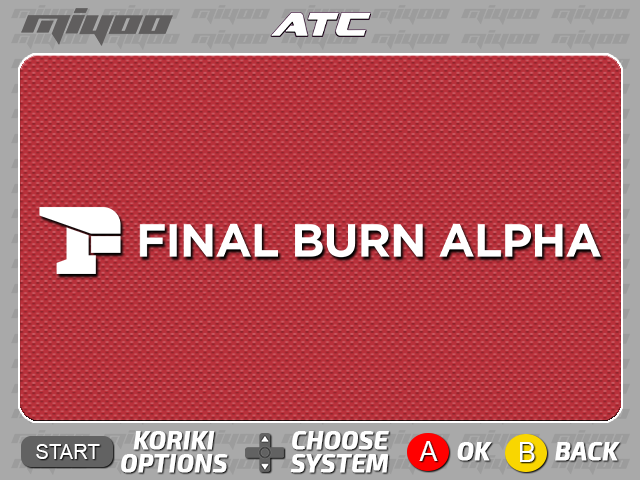 miyoo
ATC
FINAL BURN ALPHA
START
KORIKI
OPTIONS
CHOOSE
SYSTEM
A
OK
B
BACK